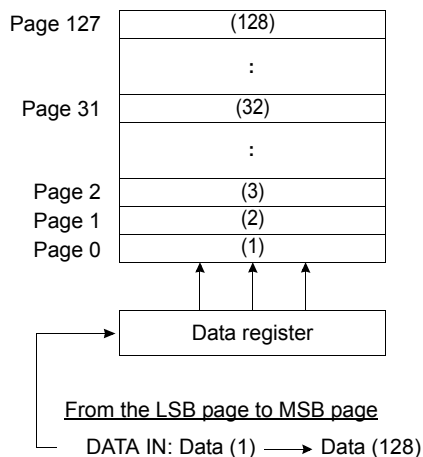 Page 127 (128)
:
Page 31 (32)
:
Page 2 (3)
Page 1 (2)
Page 0 (1)
Data register
From the LSB page to MSB page
DATA IN: Data (1) Data (128)